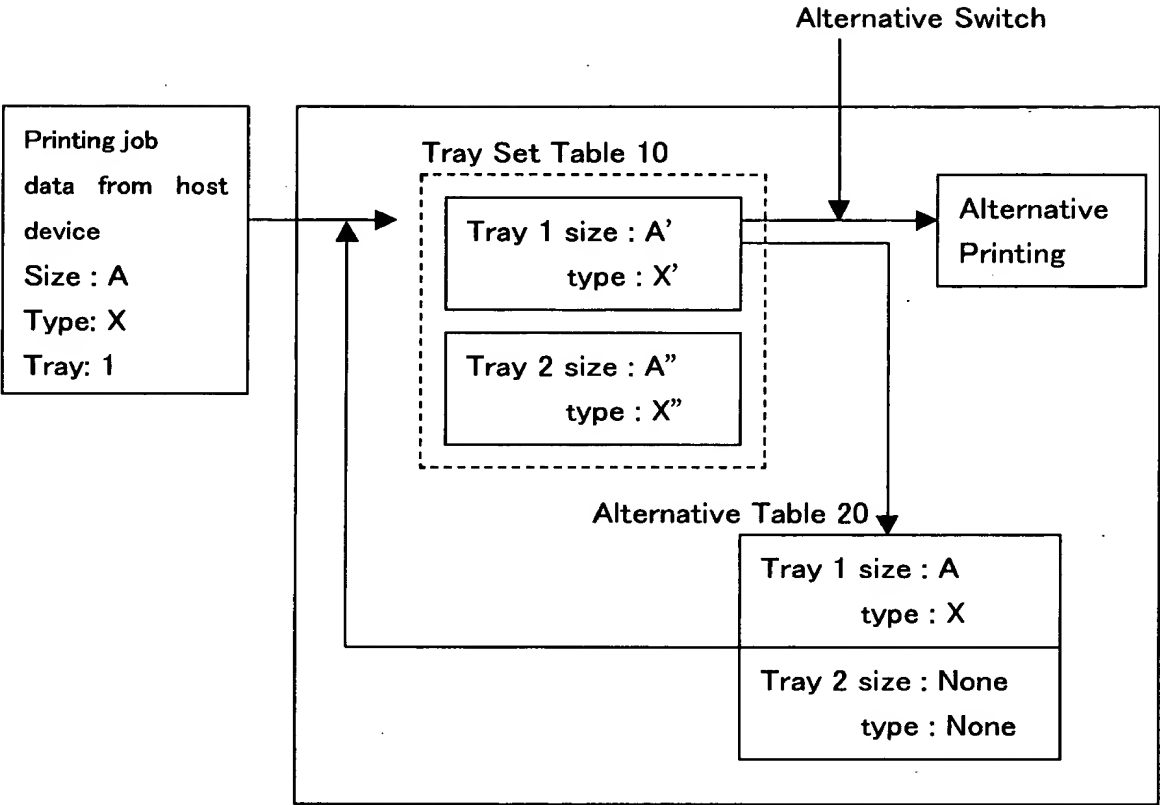 Alternative Switch
Printing job
data from host
device
Size : A
Type: X
Tray: 1
Tray Set Table 10
Tray 1 size : A'
type : X'
Tray 2 size : A”
type : X”
Alternative
Printing
Alternative Table 20
Tray 1 size : A
type : X
Tray 2 size : None
type : None